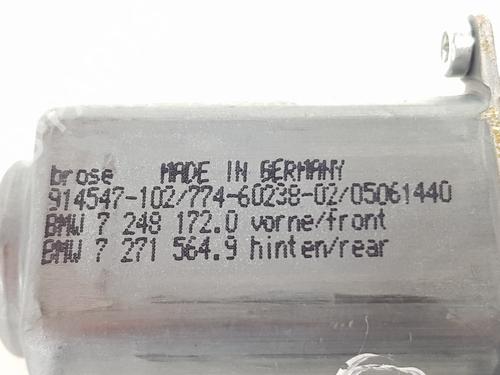 brose MADE IN GERMANY
914547-102/774-60238-02/05061440
BMW 7 248 172.0 vorne/front
BMW 7 271 564.9 hinten/rear